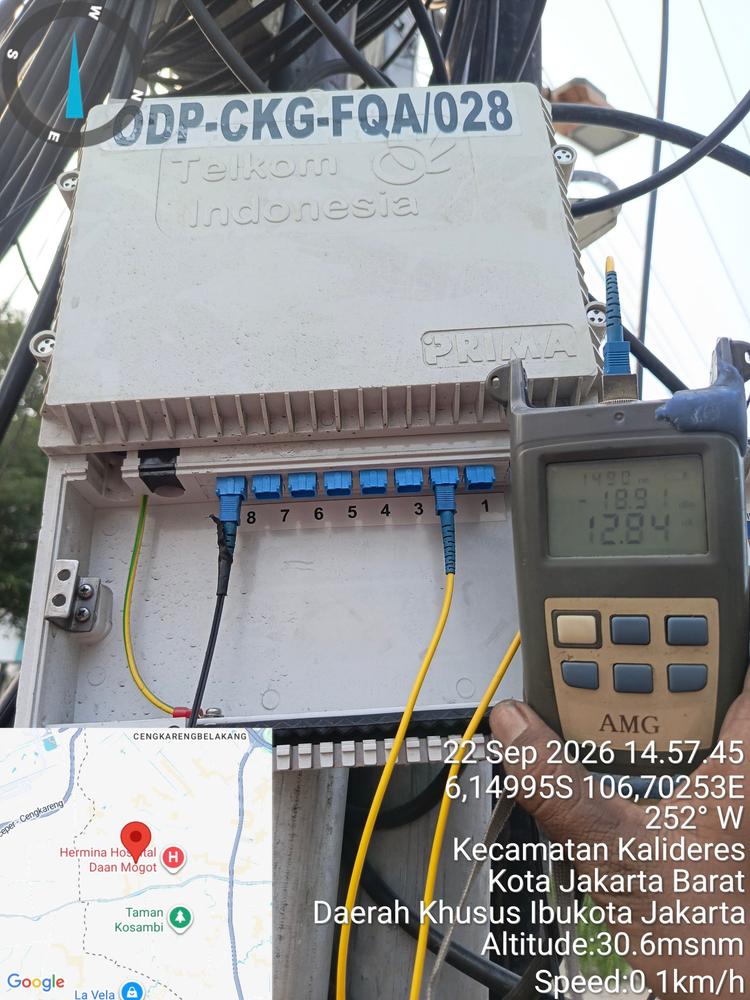 W
S
N
E
ODP-CKG-FQA/028
Telkom
Indonesia
PRIMA
1490 nm
-18.91
12.84
8 7 6 5 4 3 1
AMG
CENGKARENGBELAKANG
Hermina Hospital
Daan Mogot
Taman
Kosambi
La Vela
Google
22 Sep 2026 14.57.45
6,14995S 106,70253E
252° W
Kecamatan Kalideres
Kota Jakarta Barat
Daerah Khusus Ibukota Jakarta
Altitude:30.6msnm
Speed:0.1km/h